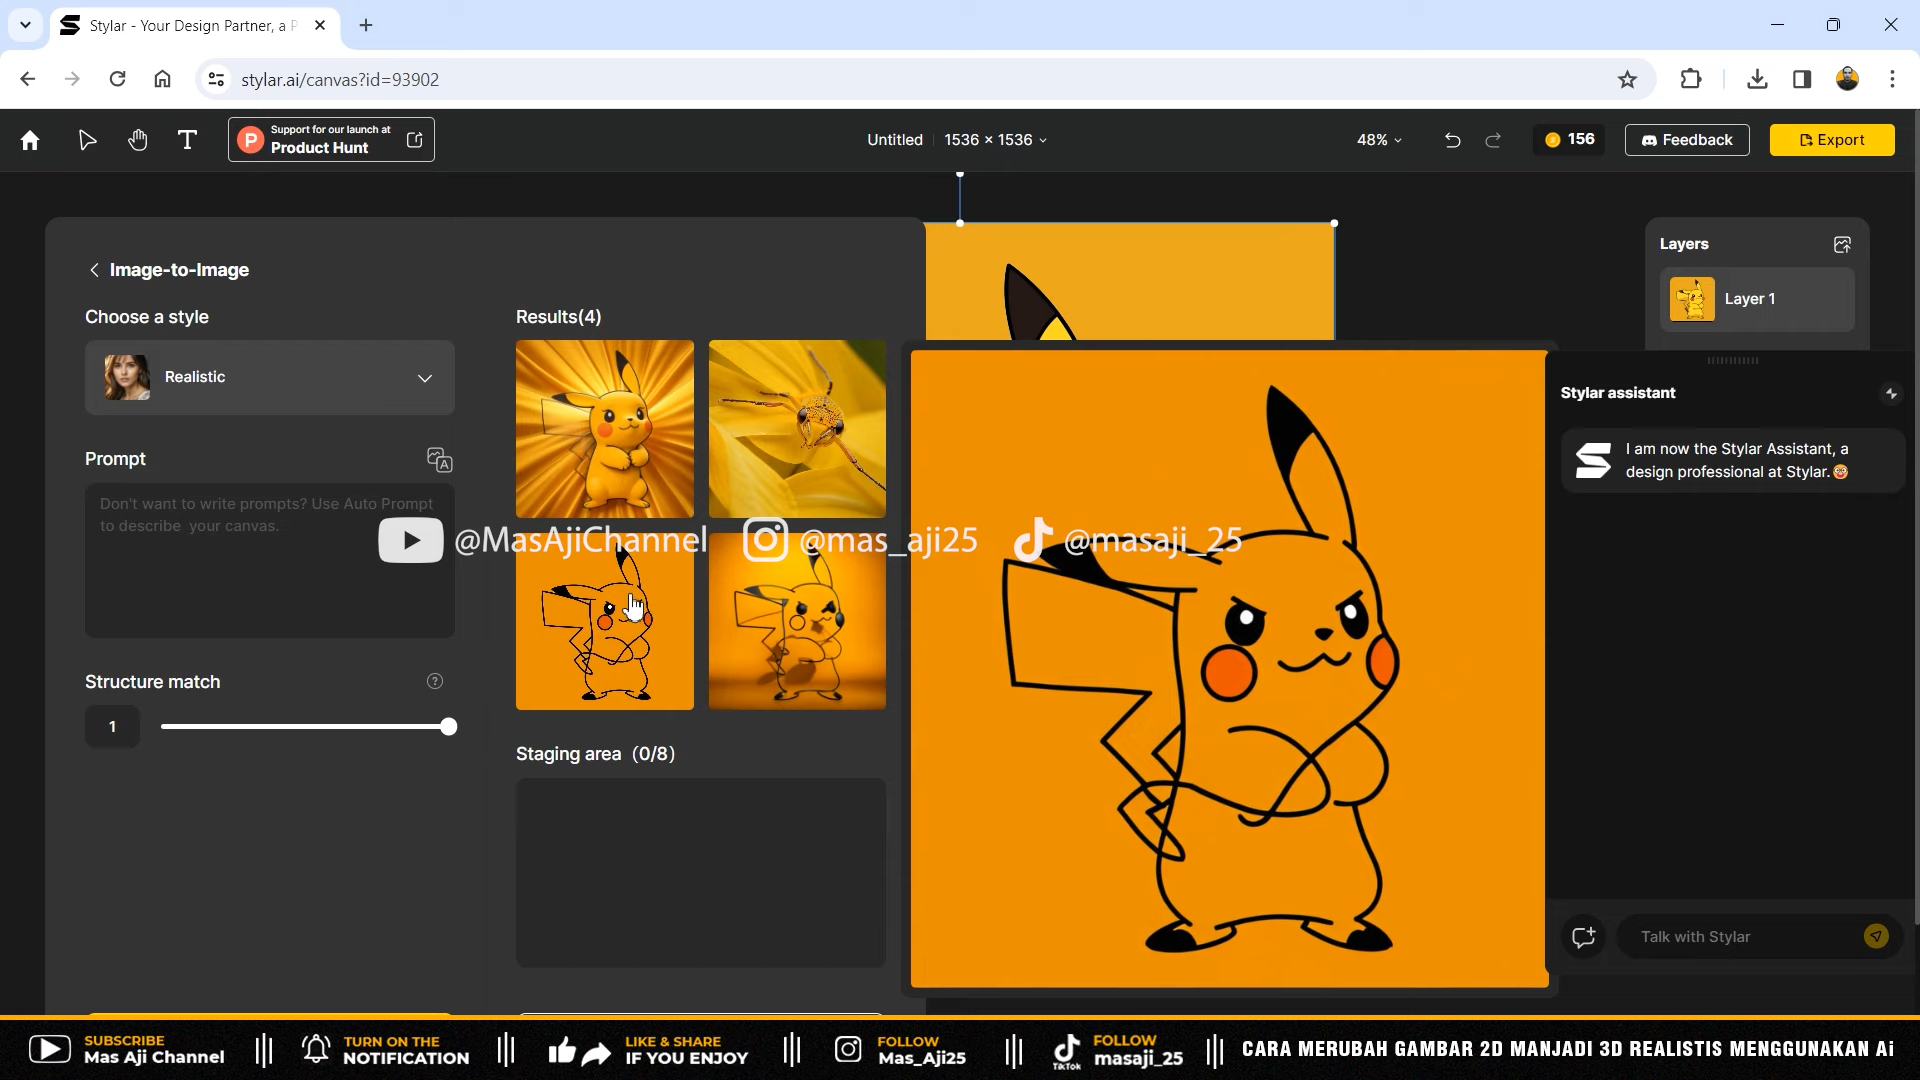 Stylar - Your Design Partner, a P
stylar.ai/canvas?id=93902
T
P
Support for our launch at
Product Hunt
Untitled
1536 × 1536
48%
156
Feedback
Export
Image-to-Image
Choose a style
Realistic
Prompt
A
Don't want to write prompts? Use Auto Prompt
to describe your canvas.
Structure match
?
1
Results(4)
Staging area (0/8)
Layers
Layer 1
Stylar assistant
I am now the Stylar Assistant, a
design professional at Stylar.🤓
Talk with Stylar
@MasAjiChannel
@mas_aji25
@masaji_25
SUBSCRIBE
Mas Aji Channel
TURN ON THE
NOTIFICATION
LIKE & SHARE
IF YOU ENJOY
FOLLOW
Mas_Aji25
TikTok
FOLLOW
masaji_25
CARA MERUBAH GAMBAR 2D MANJADI 3D REALISTIS MENGGUNAKAN Ai